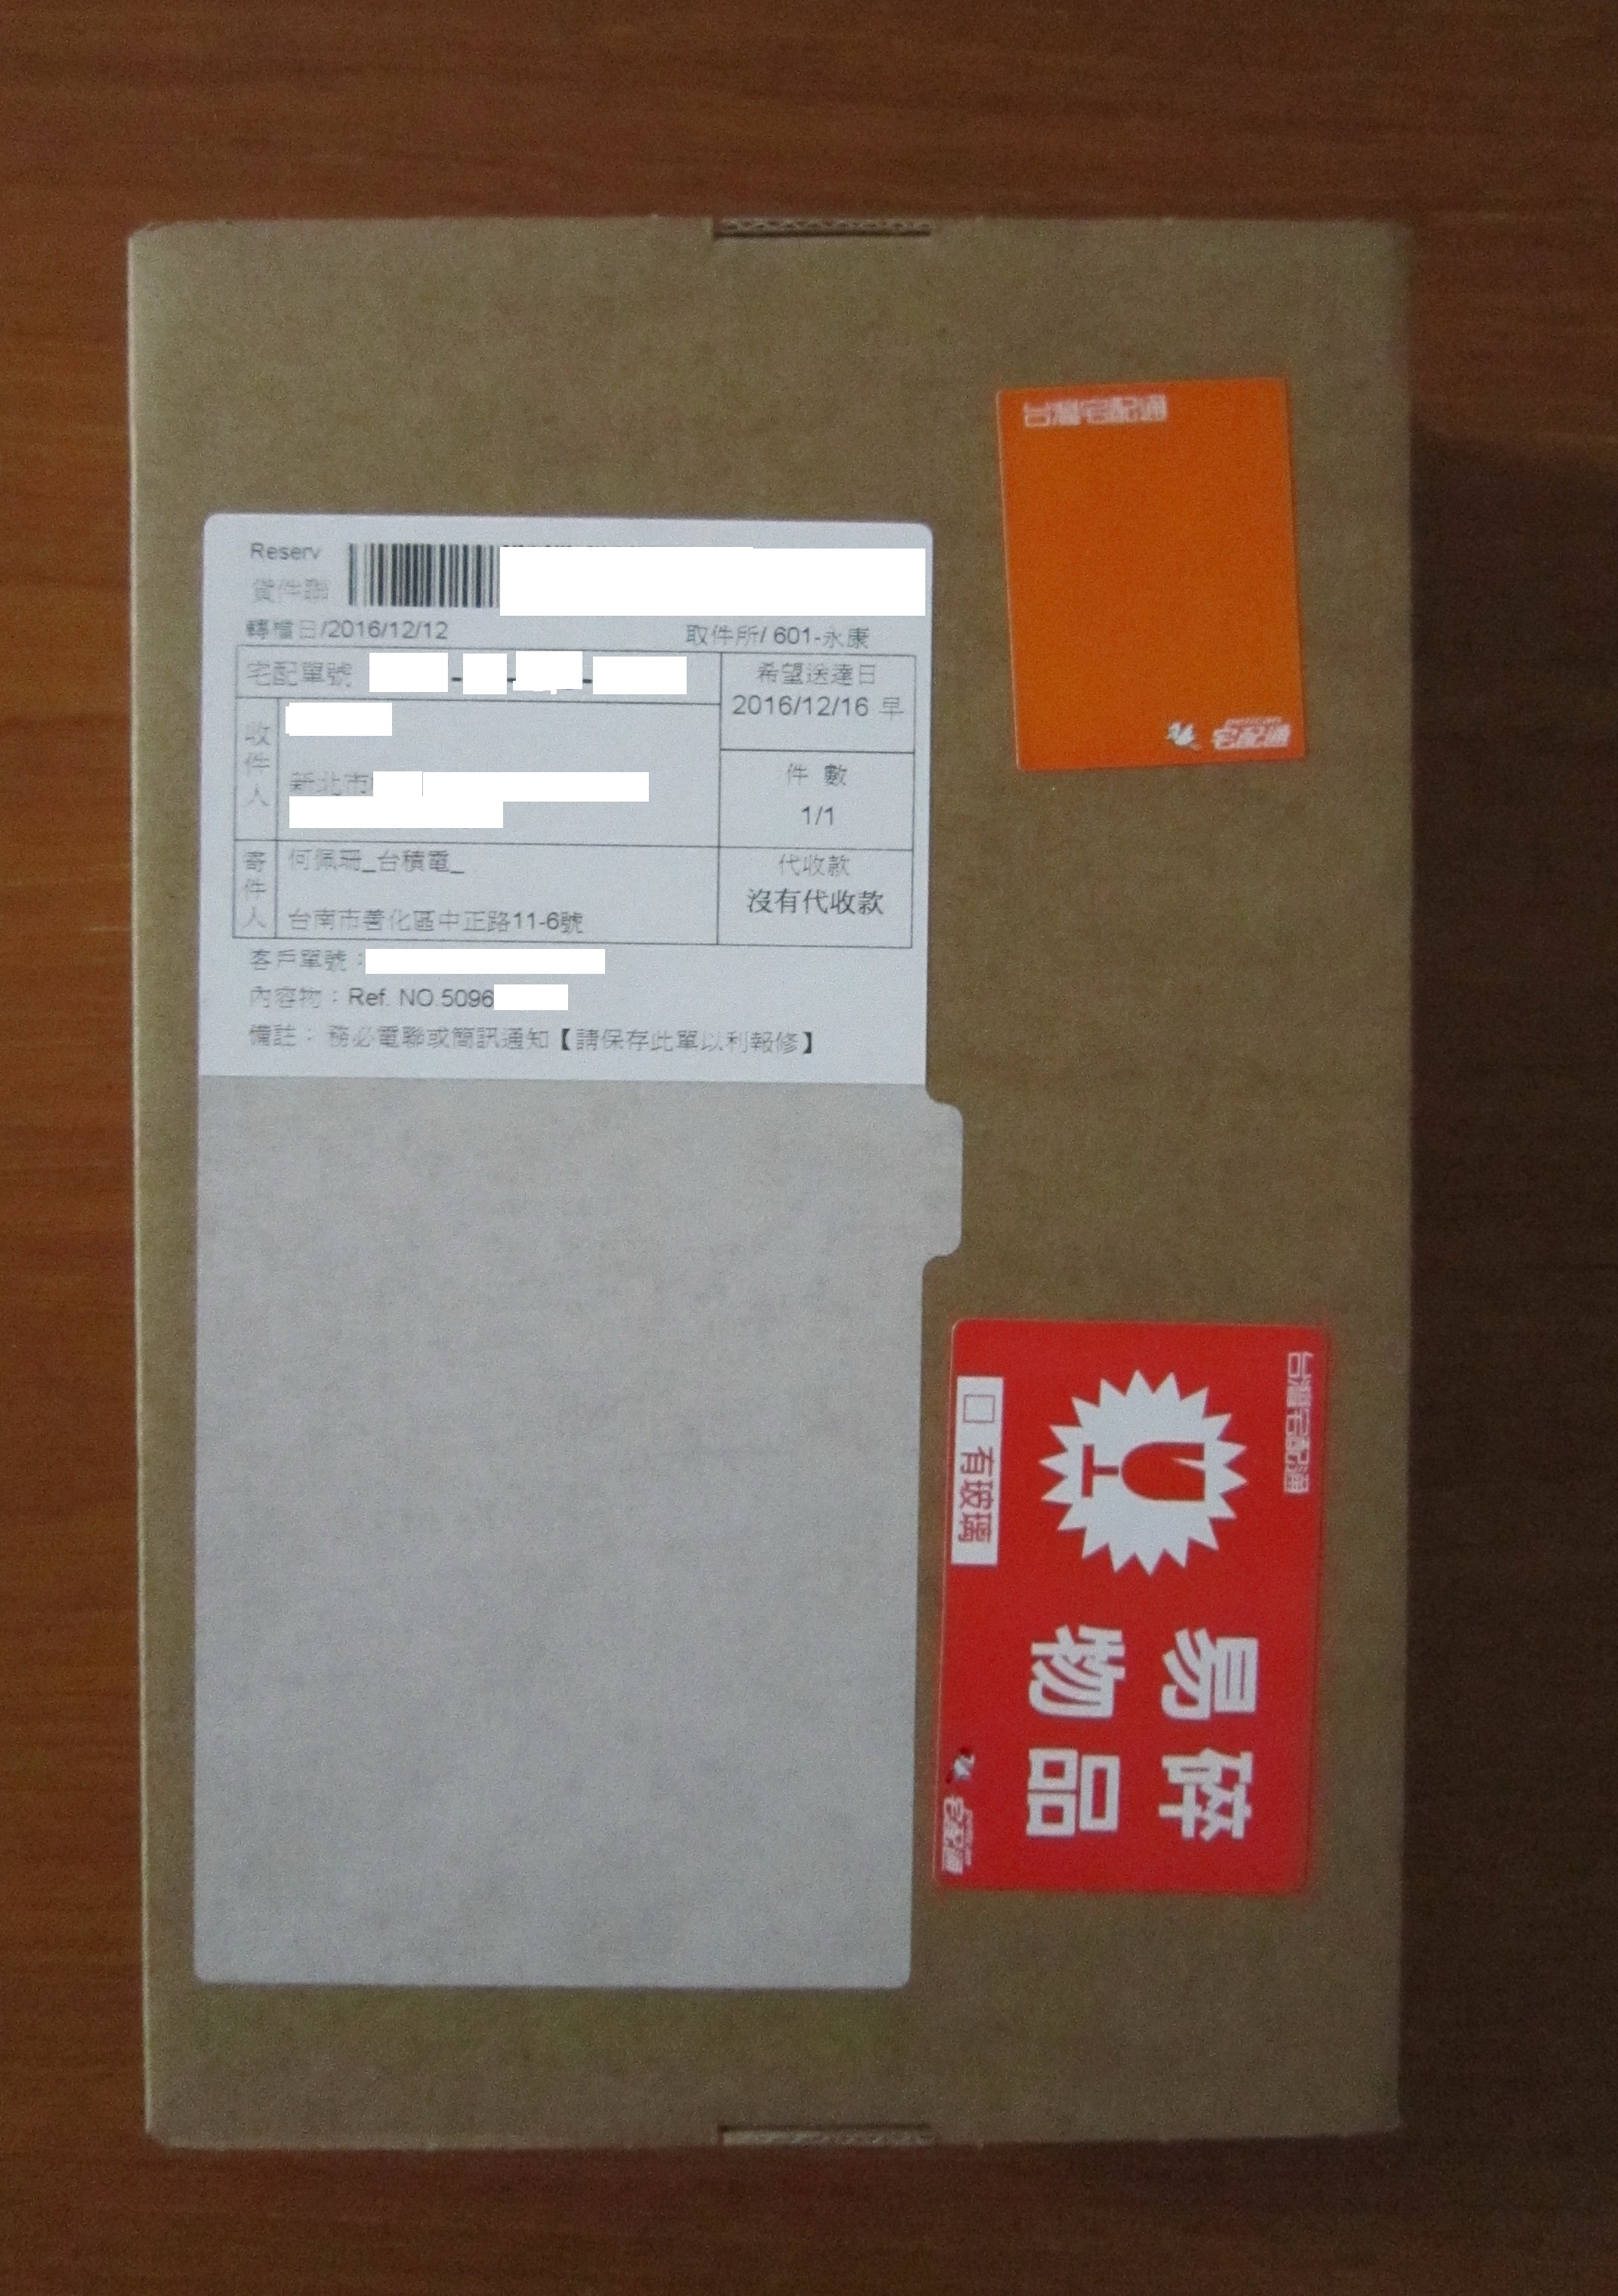 Reserv
貨件聯
轉檔日/2016/12/12
取件所/ 601-永康
宅配單號
希望送達日
2016/12/16 早
收件人
新北市
件 數
1/1
寄件人
何佩珊_台積電_
台南市善化區中正路11-6號
代收款
沒有代收款
客戶單號：
內容物：Ref. NO.5096
備註：務必電聯或簡訊通知【請保存此單以利報修】
台灣宅配通
pelican
宅配通
台灣宅配通
易碎
物品
有玻璃
宅配通